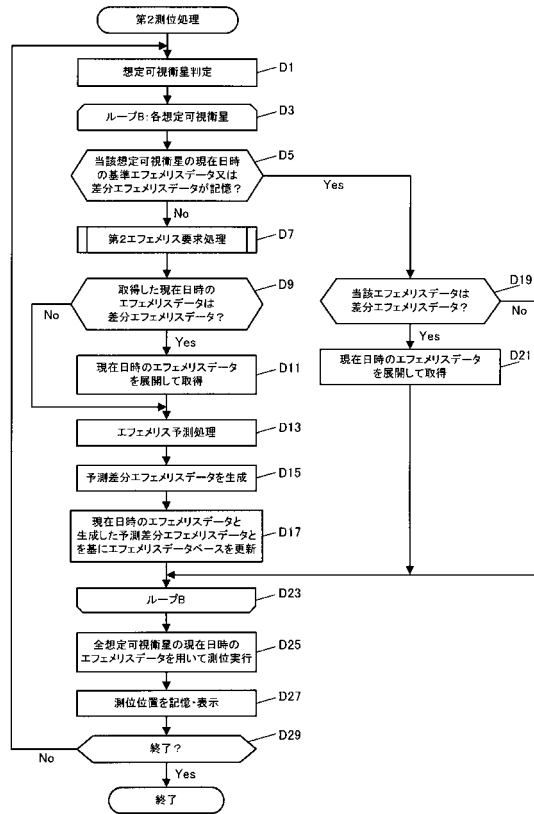 第2測位処理
想定可視衛星判定
D1
ループB:各想定可視衛星
D3
当該想定可視衛星の現在日時
の基準エフェメリスデータ又は
差分エフェメリスデータが記憶?
D5
Yes
No
第2エフェメリス要求処理
D7
取得した現在日時の
エフェメリスデータは
差分エフェメリスデータ?
D9
No
Yes
当該エフェメリスデータは
差分エフェメリスデータ?
D19
No
Yes
現在日時のエフェメリスデータ
を展開して取得
D11
現在日時のエフェメリスデータ
を展開して取得
D21
エフェメリス予測処理
D13
予測差分エフェメリスデータを生成
D15
現在日時のエフェメリスデータと
生成した予測差分エフェメリスデータと
を基にエフェメリスデータベースを更新
D17
ループB
D23
全想定可視衛星の現在日時の
エフェメリスデータを用いて測位実行
D25
測位位置を記憶・表示
D27
終了?
D29
No
Yes
終了